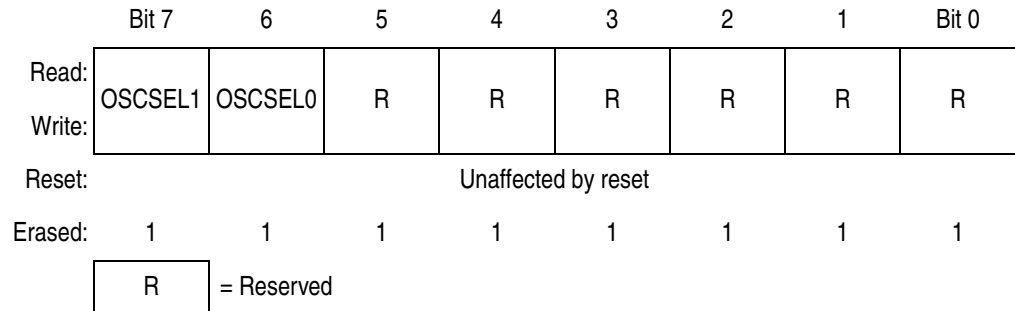 Bit 7 6 5 4 3 2 1 Bit 0
Read:
OSCSEL1 OSCSEL0 R R R R R R
Write:
Reset: Unaffected by reset
Erased: 1 1 1 1 1 1 1 1
R = Reserved